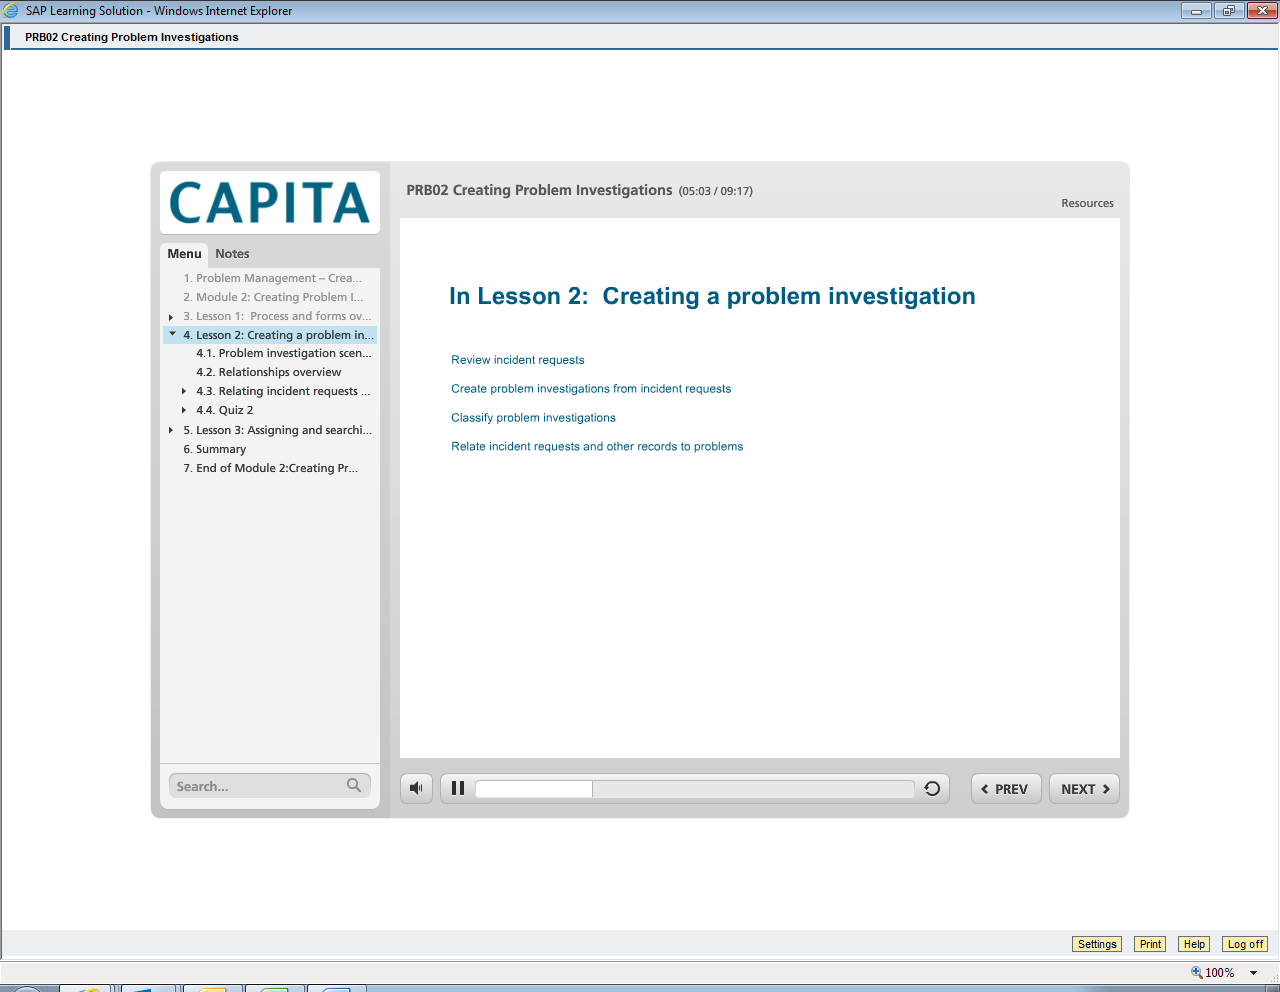 SAP Learning Solution - Windows Internet Explorer
PRB02 Creating Problem Investigations
CAPITA
PRB02 Creating Problem Investigations (05:03 / 09:17)
Resources
Menu Notes
1. Problem Management – Crea...
2. Module 2: Creating Problem I...
3. Lesson 1: Process and forms ov...
4. Lesson 2: Creating a problem in...
4.1. Problem investigation scen...
4.2. Relationships overview
4.3. Relating incident requests ...
4.4. Quiz 2
5. Lesson 3: Assigning and searchi...
6. Summary
7. End of Module 2:Creating Pr...
Search...
In Lesson 2: Creating a problem investigation
Review incident requests
Create problem investigations from incident requests
Classify problem investigations
Relate incident requests and other records to problems
PREV NEXT
Settings Print Help Log off
100%